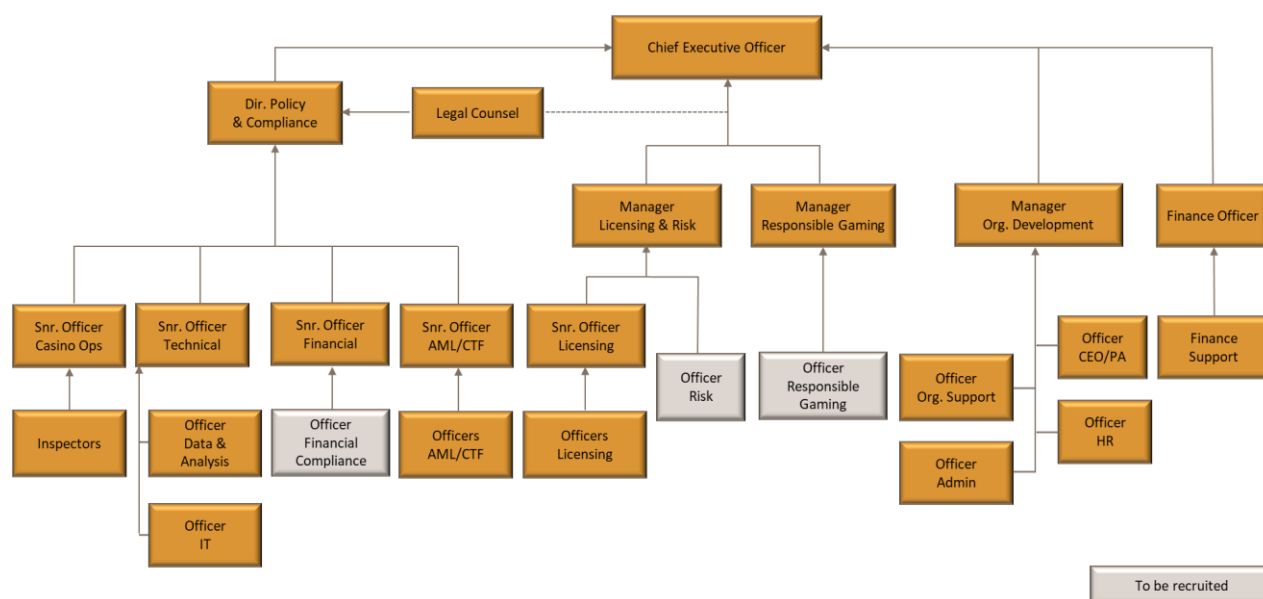 Chief Executive Officer
Dir. Policy
& Compliance
Legal Counsel
Manager
Licensing & Risk
Manager
Responsible Gaming
Manager
Org. Development
Finance Officer
Snr. Officer
Casino Ops
Snr. Officer
Technical
Snr. Officer
Financial
Snr. Officer
AML/CTF
Snr. Officer
Licensing
Officer
Risk
Officer
Responsible
Gaming
Officer
CEO/PA
Finance
Support
Officer
Org. Support
Inspectors
Officer
Data &
Analysis
Officer
Financial
Compliance
Officers
AML/CTF
Officers
Licensing
Officer
HR
Officer
Admin
Officer
IT
To be recruited